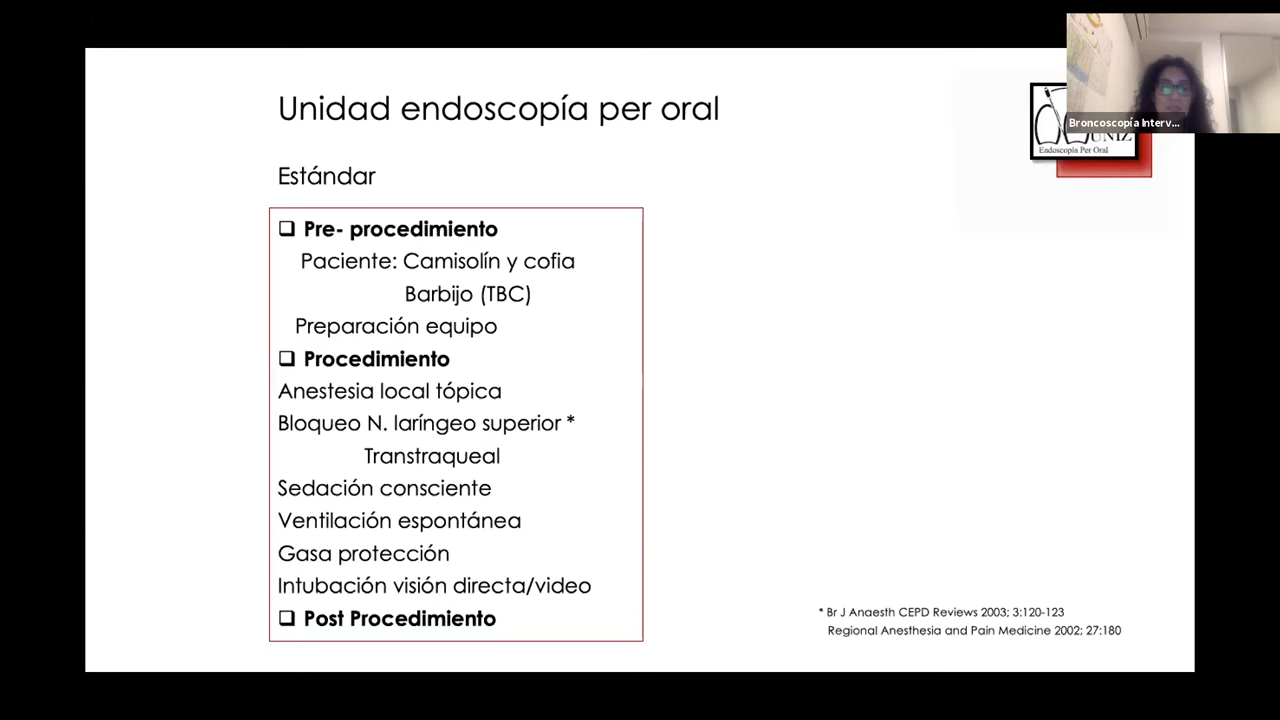 Unidad endoscopía per oral
Estándar
Pre- procedimiento
Paciente: Camisolín y cofia
Barbijo (TBC)
Preparación equipo
Procedimiento
Anestesia local tópica
Bloqueo N. laríngeo superior *
Transtraqueal
Sedación consciente
Ventilación espontánea
Gasa protección
Intubación visión directa/video
Post Procedimiento
* Br J Anaesth CEPD Reviews 2003; 3:120-123
Regional Anesthesia and Pain Medicine 2002; 27:180
Broncoscopía Interv...
UÑIZ
Endoscopía Per Oral